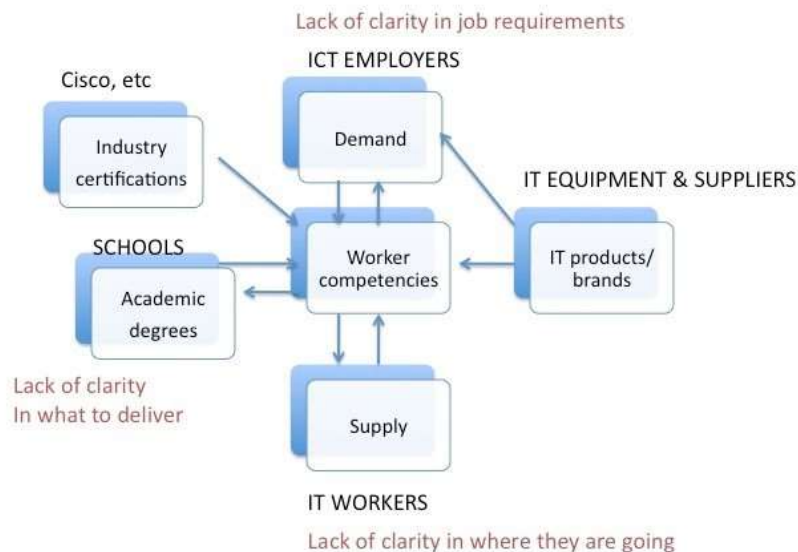 Lack of clarity in job requirements
ICT EMPLOYERS
Cisco, etc
Demand
Industry
certifications
IT EQUIPMENT & SUPPLIERS
SCHOOLS
Worker
competencies
IT products/
brands
Academic
degrees
Lack of clarity
In what to deliver
Supply
IT WORKERS
Lack of clarity in where they are going